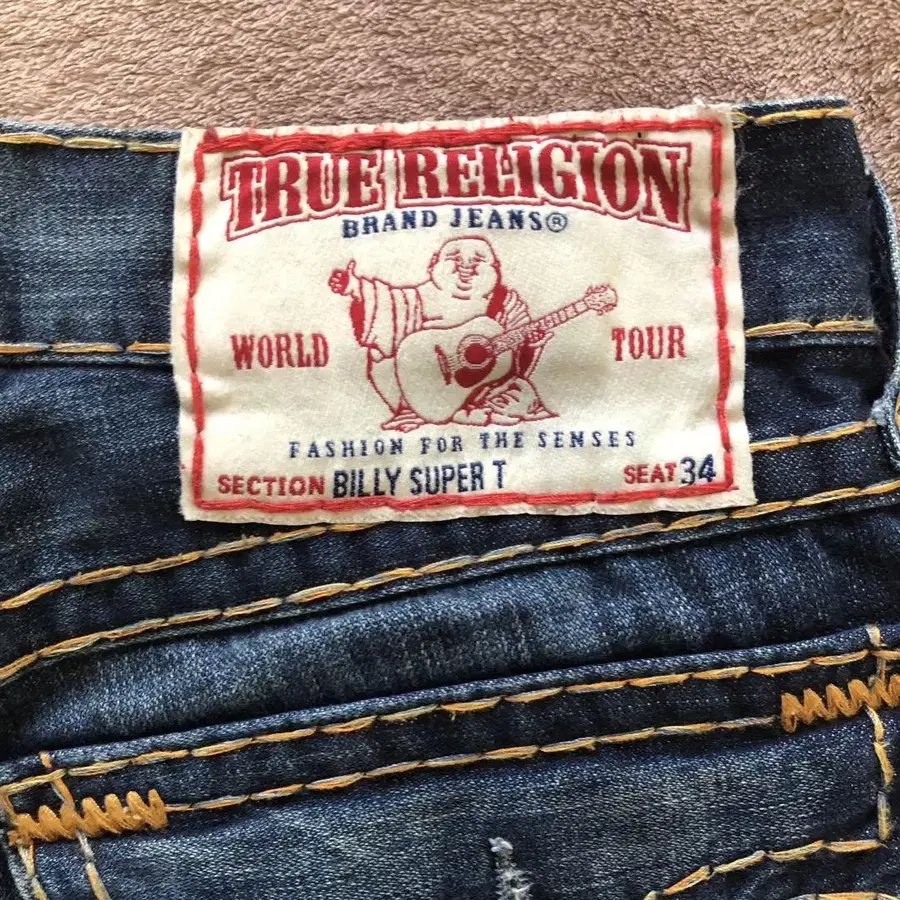 TRUE RELIGION
BRAND JEANS®
WORLD TOUR
FASHION FOR THE SENSES
SECTION BILLY SUPER T SEAT 34